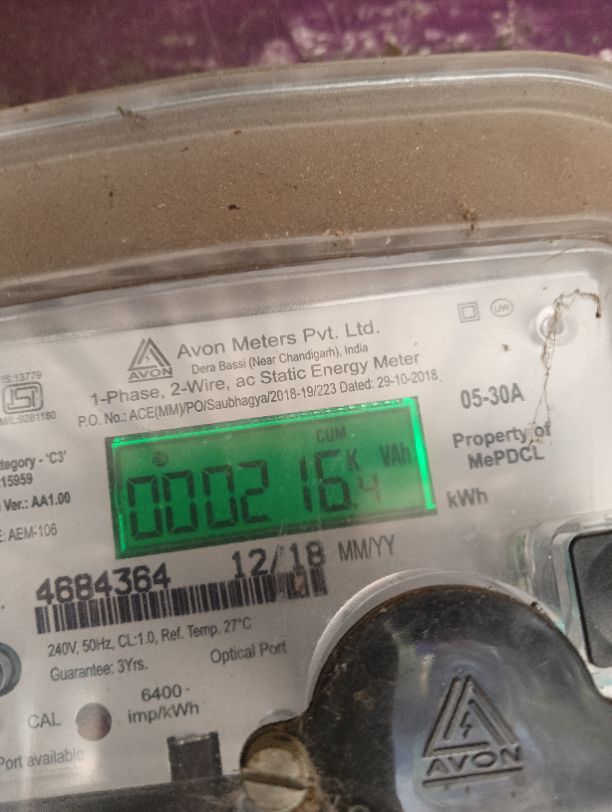 UW
Avon Meters Pvt. Ltd.
AVON
Dera Bassi (Near Chandigarh), India
IS:13779
1-Phase, 2-Wire, ac Static Energy Meter
P.O. No.: ACE(MM)/PO/Saubhagya/2018-19/223 Dated: 29-10-2018
05-30A
Property of
MePDCL
ategory - 'C3'
15959
Ver.: AA1.00
AEM-106
CUM
000216.4 K VAh
kWh
4684364 12/18 MM/YY
240V, 50Hz, CL:1.0, Ref. Temp. 27°C
Guarantee: 3Yrs.
Optical Port
6400
imp/kWh
CAL
Port available
AVON